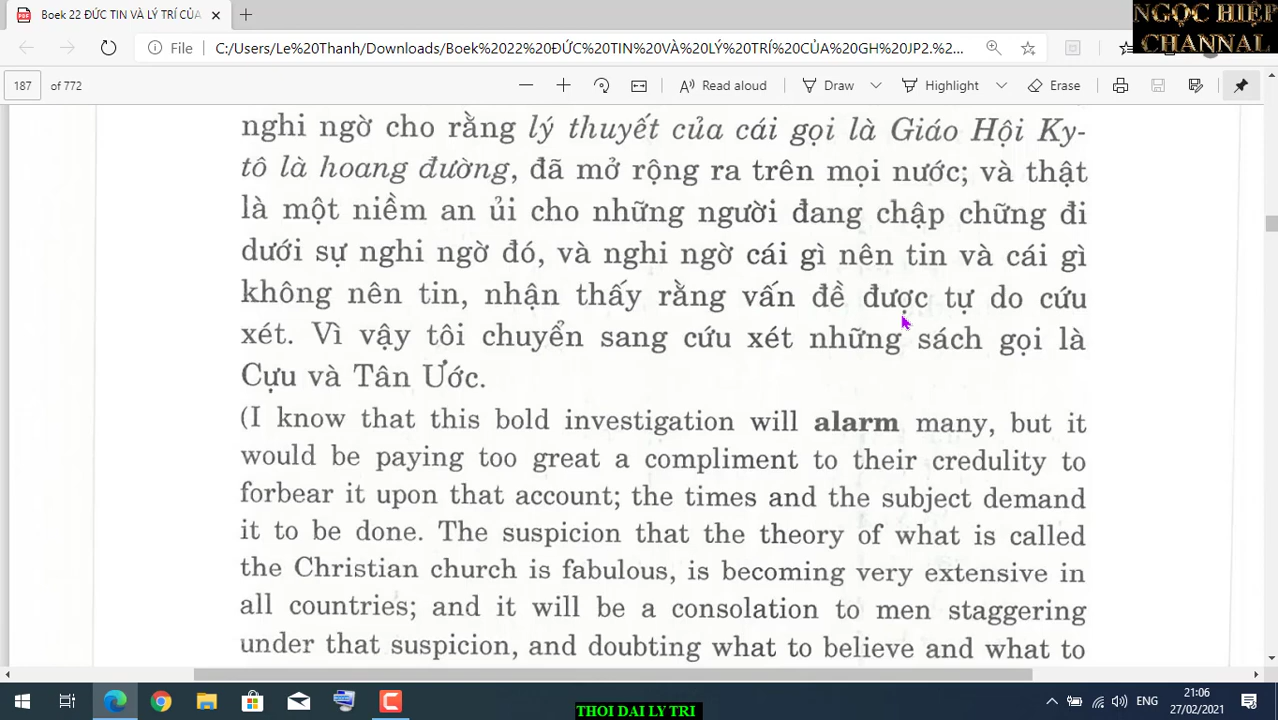 Boek 22 ĐỨC TIN VÀ LÝ TRÍ CỦA
NGỌC HIỆP
CHANNAL
File C:/Users/Le%20Thanh/Downloads/Boek%2022%20ĐỨC%20TIN%20VÀ%20LÝ%20TRÍ%20CỦA%20GH%20JP2.%...
187 of 772 Read aloud Draw Highlight Erase
nghi ngờ cho rằng lý thuyết của cái gọi là Giáo Hội Ky-
tô là hoang đường, đã mở rộng ra trên mọi nước; và thật
là một niềm an ủi cho những người đang chập chững đi
dưới sự nghi ngờ đó, và nghi ngờ cái gì nên tin và cái gì
không nên tin, nhận thấy rằng vấn đề được tự do cứu
xét. Vì vậy tôi chuyển sang cứu xét những sách gọi là
Cựu và Tân Ước.
(I know that this bold investigation will alarm many, but it
would be paying too great a compliment to their credulity to
forbear it upon that account; the times and the subject demand
it to be done. The suspicion that the theory of what is called
the Christian church is fabulous, is becoming very extensive in
all countries; and it will be a consolation to men staggering
under that suspicion, and doubting what to believe and what to
ENG
21:06
27/02/2021
THOI DAI LY TRI